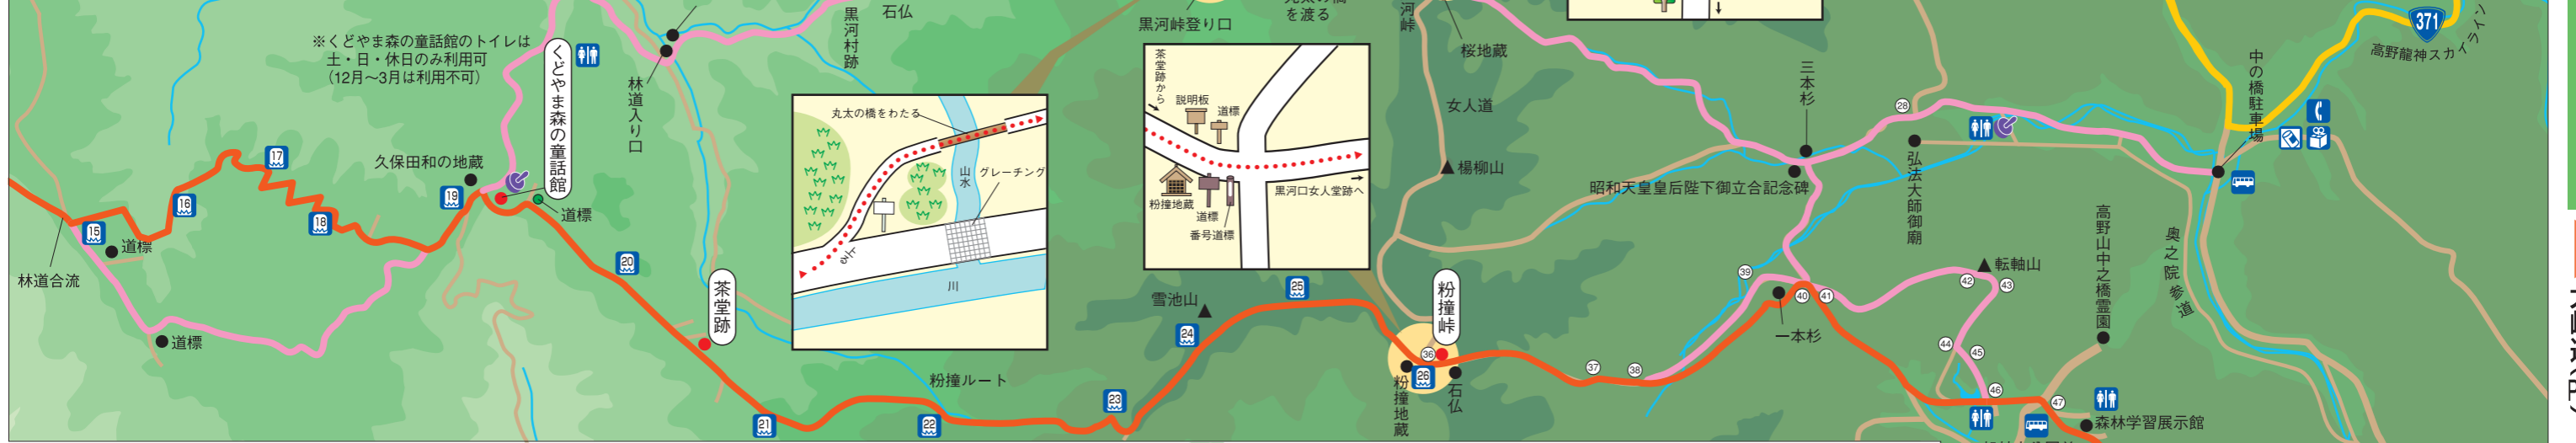 ※くどやま森の童話館のトイレは
土・日・休日のみ利用可
（12月～3月は利用不可）
くどやま森の童話館
久保田和の地蔵
道標
林道合流
道標
道標
15
16
17
18
19
20
21
22
23
24
25
26
林道入り口
黒河村跡
石仏
茶堂跡
丸太の橋をわたる
山水
グレーチング
のぼる
川
粉撞ルート
黒河峠登り口
を渡る
茶堂跡から
説明板
道標
粉撞地蔵
道標
番号道標
黒河口女人堂跡へ
雪池山
粉撞峠
粉撞地蔵
石仏
河峠
桜地蔵
女人道
楊柳山
三本杉
昭和天皇皇后陛下御立合記念碑
28
弘法大師御廟
36
37
38
39
40
41
42
43
44
45
46
47
一本杉
転軸山
高野山中之橋霊園
奥之院参道
中の橋駐車場
371
高野龍神スカイライン
森林学習展示館